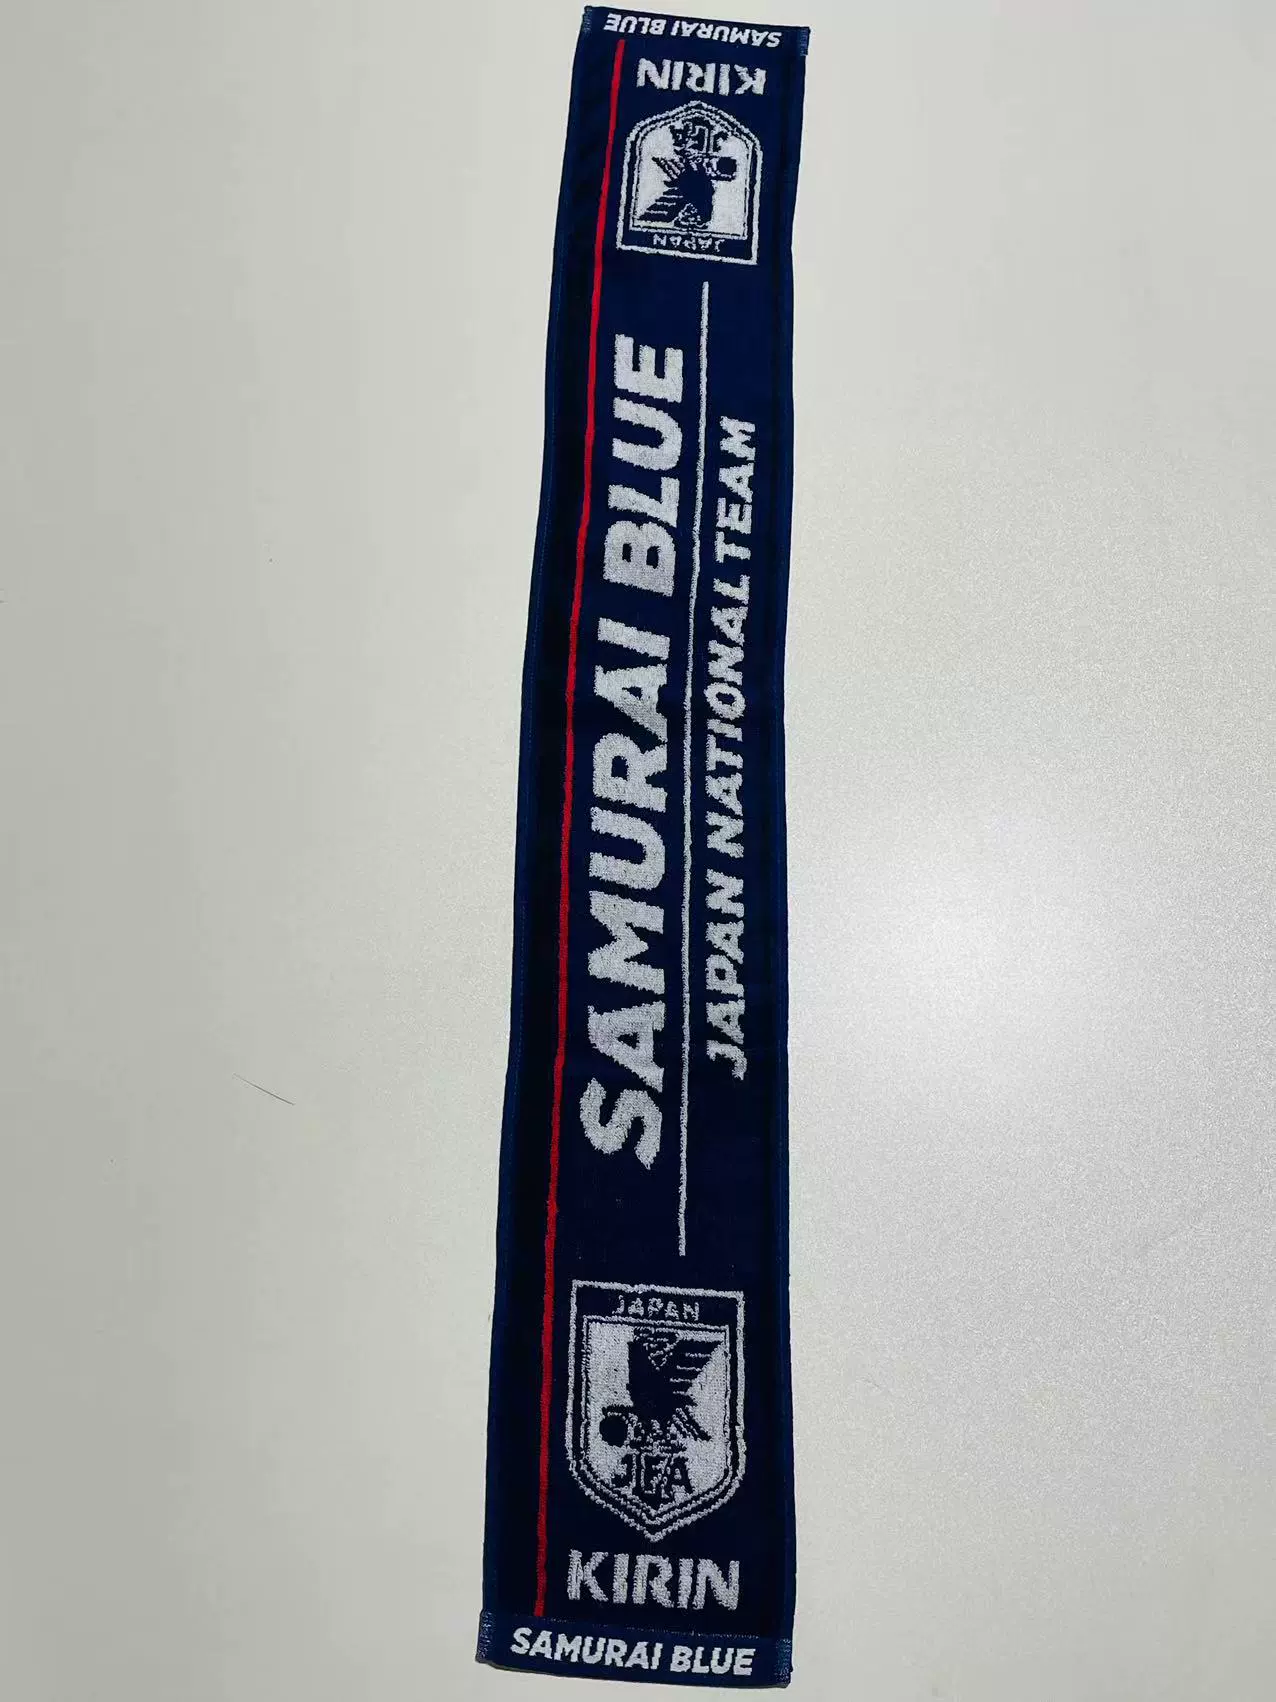 SAMURAI BLUE
KIRIN
JAPAN
JFA
SAMURAI BLUE
JAPAN NATIONAL TEAM
JAPAN
JFA
KIRIN
SAMURAI BLUE